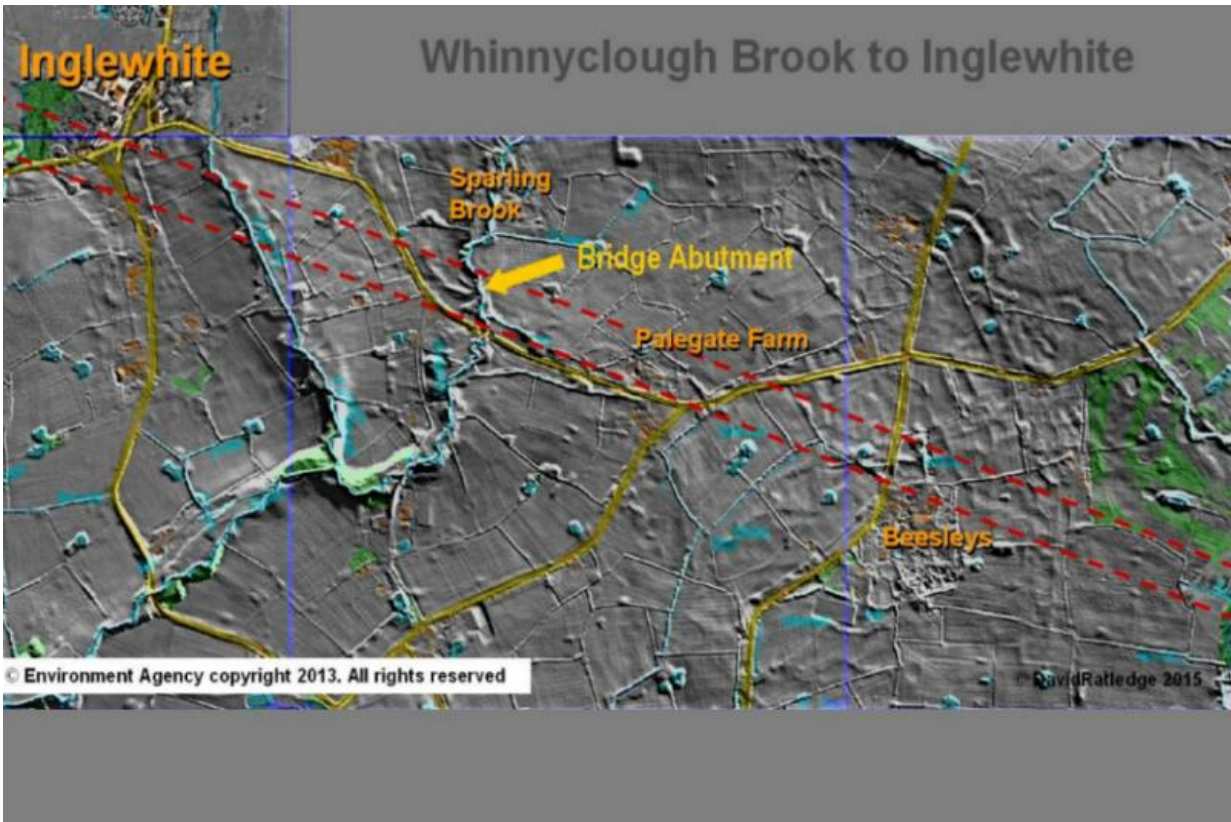 Inglewhite
Whinnyclough Brook to Inglewhite
Sparling
Brook
Bridge Abutment
Palegate Farm
Beesleys
© Environment Agency copyright 2013. All rights reserved
© DavidRatledge 2015